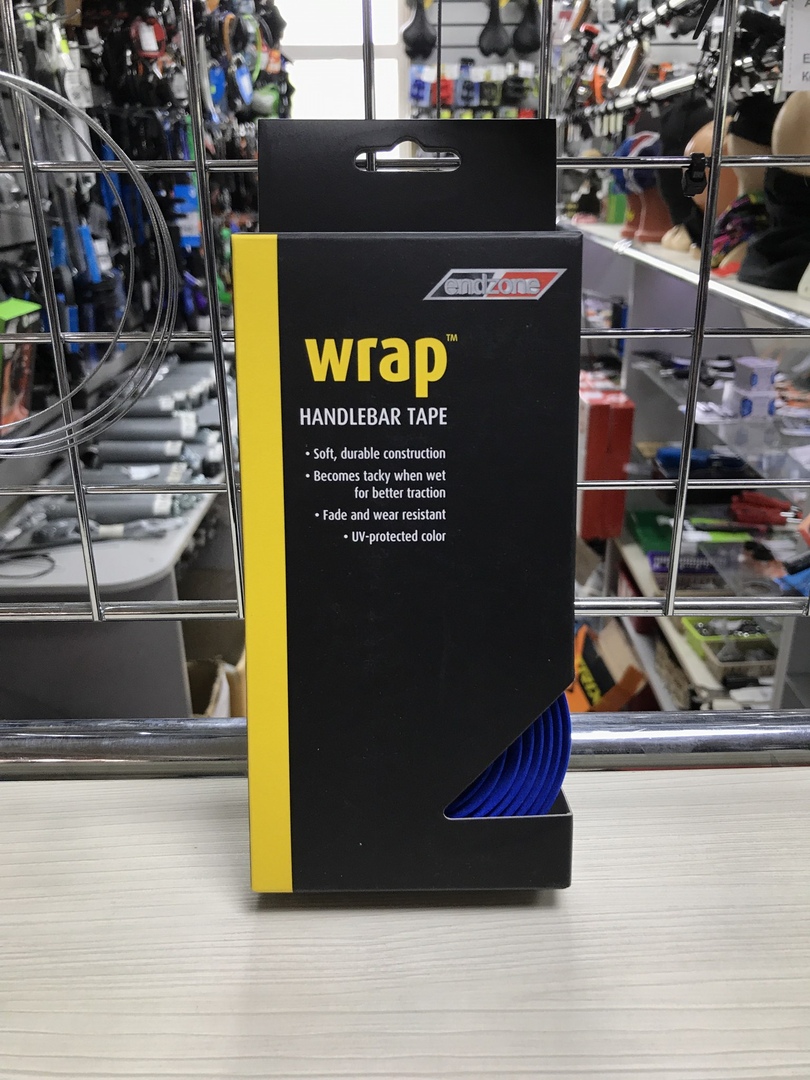 endzone
wrap™
HANDLEBAR TAPE
• Soft, durable construction
• Becomes tacky when wet
for better traction
• Fade and wear resistant
• UV-protected color